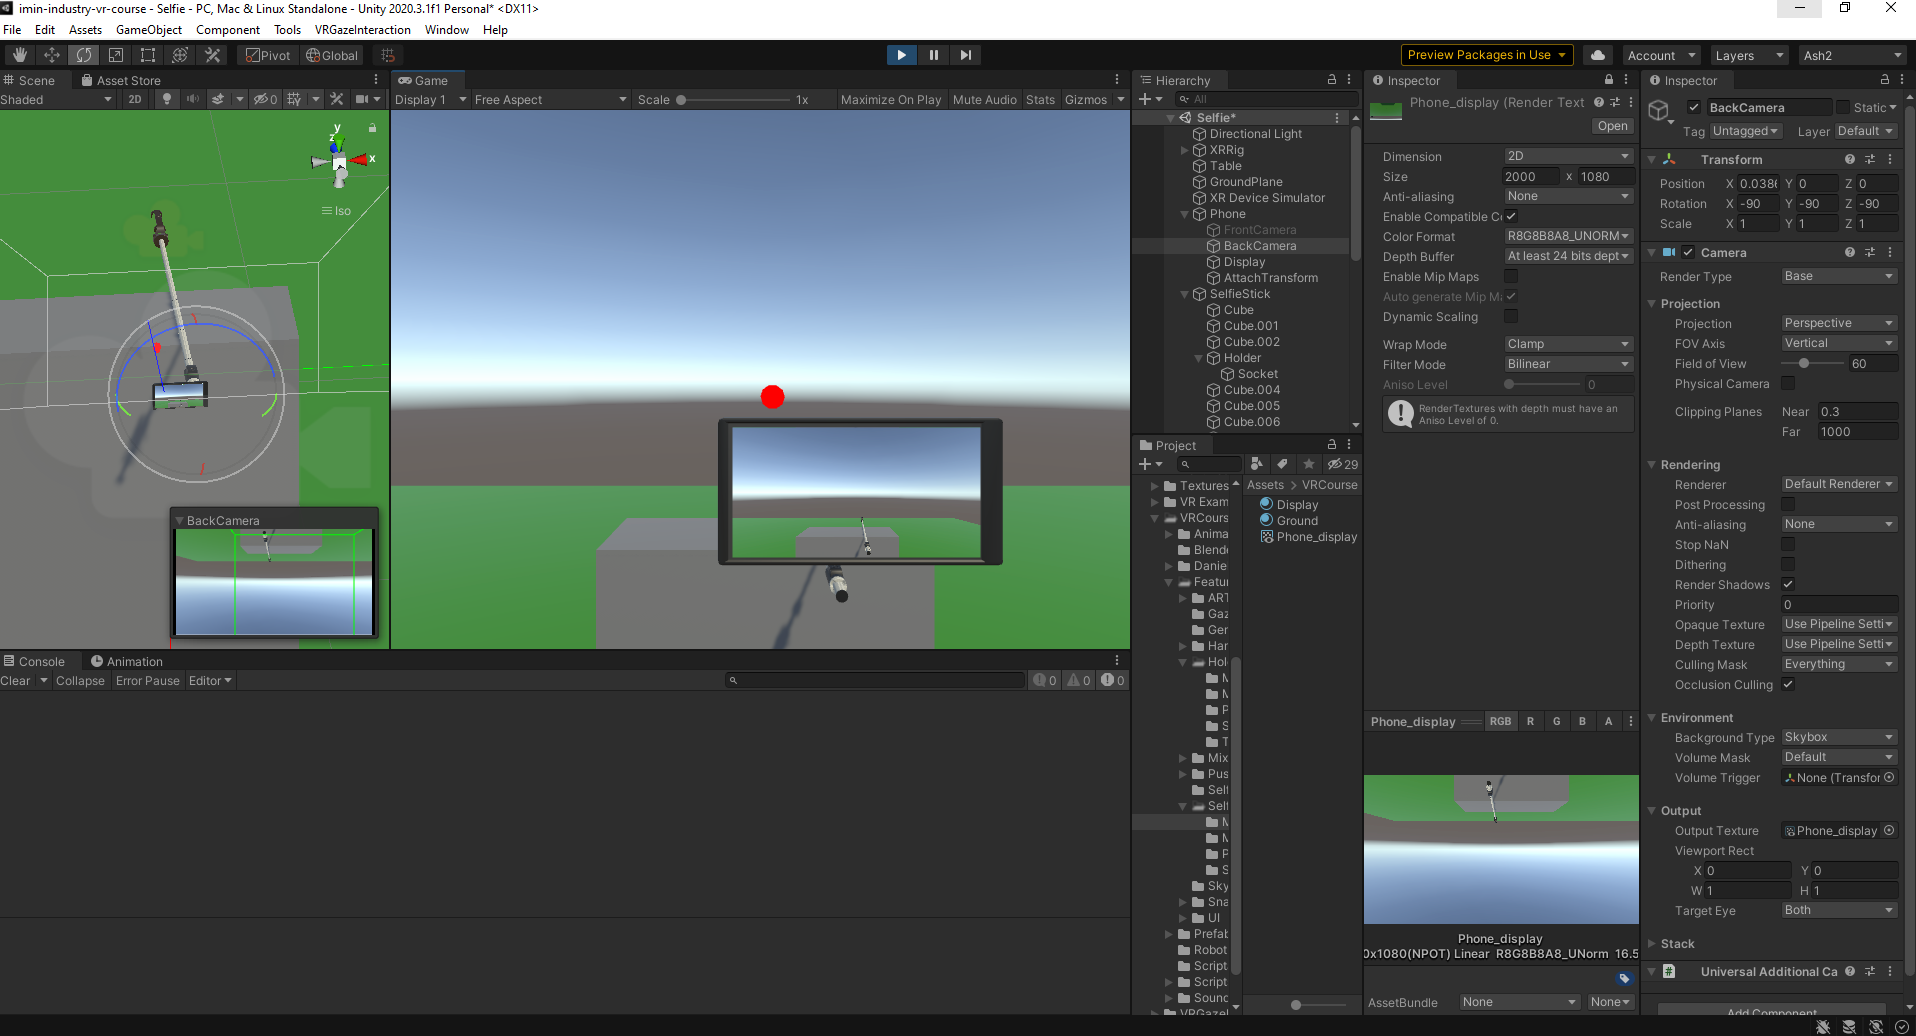 imin-industry-vr-course - Selfie - PC, Mac & Linux Standalone - Unity 2020.3.1f1 Personal* <DX11>
File Edit Assets GameObject Component Tools VRGazeInteraction Window Help
Pivot Global Preview Packages in Use Account Layers Ash2
Scene Asset Store
Shaded 2D 0
y
z
x
Iso
BackCamera
Game
Display 1 Free Aspect Scale 1x Maximize On Play Mute Audio Stats Gizmos
Console Animation
Clear Collapse Error Pause Editor 0 0 0
Hierarchy
All
Selfie*
Directional Light
XRRig
Table
GroundPlane
XR Device Simulator
Phone
FrontCamera
BackCamera
Display
AttachTransform
SelfieStick
Cube
Cube.001
Cube.002
Holder
Socket
Cube.004
Cube.005
Cube.006
Project
29
Textures
VR Exam
VRCours
Anima
Blende
Danie
Featur
ART
Gaz
Ger
Har
Hol
M
M
P
S
T
Mix
Pus
Self
Self
M
M
P
S
Sky
Sna
UI
Prefab
Robot
Script
Script
Sound
VRGazel
Assets > VRCourse
Display
Ground
Phone_display
Inspector
Phone_display (Render Text
Open
Dimension 2D
Size 2000 x 1080
Anti-aliasing None
Enable Compatible Co
Color Format R8G8B8A8_UNORM
Depth Buffer At least 24 bits dept
Enable Mip Maps
Auto generate Mip Ma
Dynamic Scaling
Wrap Mode Clamp
Filter Mode Bilinear
Aniso Level 0
RenderTextures with depth must have an
Aniso Level of 0.
Phone_display RGB R G B A
Phone_display
0x1080(NPOT) Linear R8G8B8A8_UNorm 16.5
AssetBundle None None
Inspector
BackCamera Static
Tag Untagged Layer Default
Transform
Position X 0.038 Y 0 Z 0
Rotation X -90 Y -90 Z -90
Scale X 1 Y 1 Z 1
Camera
Render Type Base
Projection
Projection Perspective
FOV Axis Vertical
Field of View 60
Physical Camera
Clipping Planes Near 0.3
Far 1000
Rendering
Renderer Default Renderer
Post Processing
Anti-aliasing None
Stop NaN
Dithering
Render Shadows
Priority 0
Opaque Texture Use Pipeline Setti
Depth Texture Use Pipeline Setti
Culling Mask Everything
Occlusion Culling
Environment
Background Type Skybox
Volume Mask Default
Volume Trigger None (Transfor
Output
Output Texture Phone_display
Viewport Rect
X 0 Y 0
W 1 H 1
Target Eye Both
Stack
Universal Additional Ca
Add Component